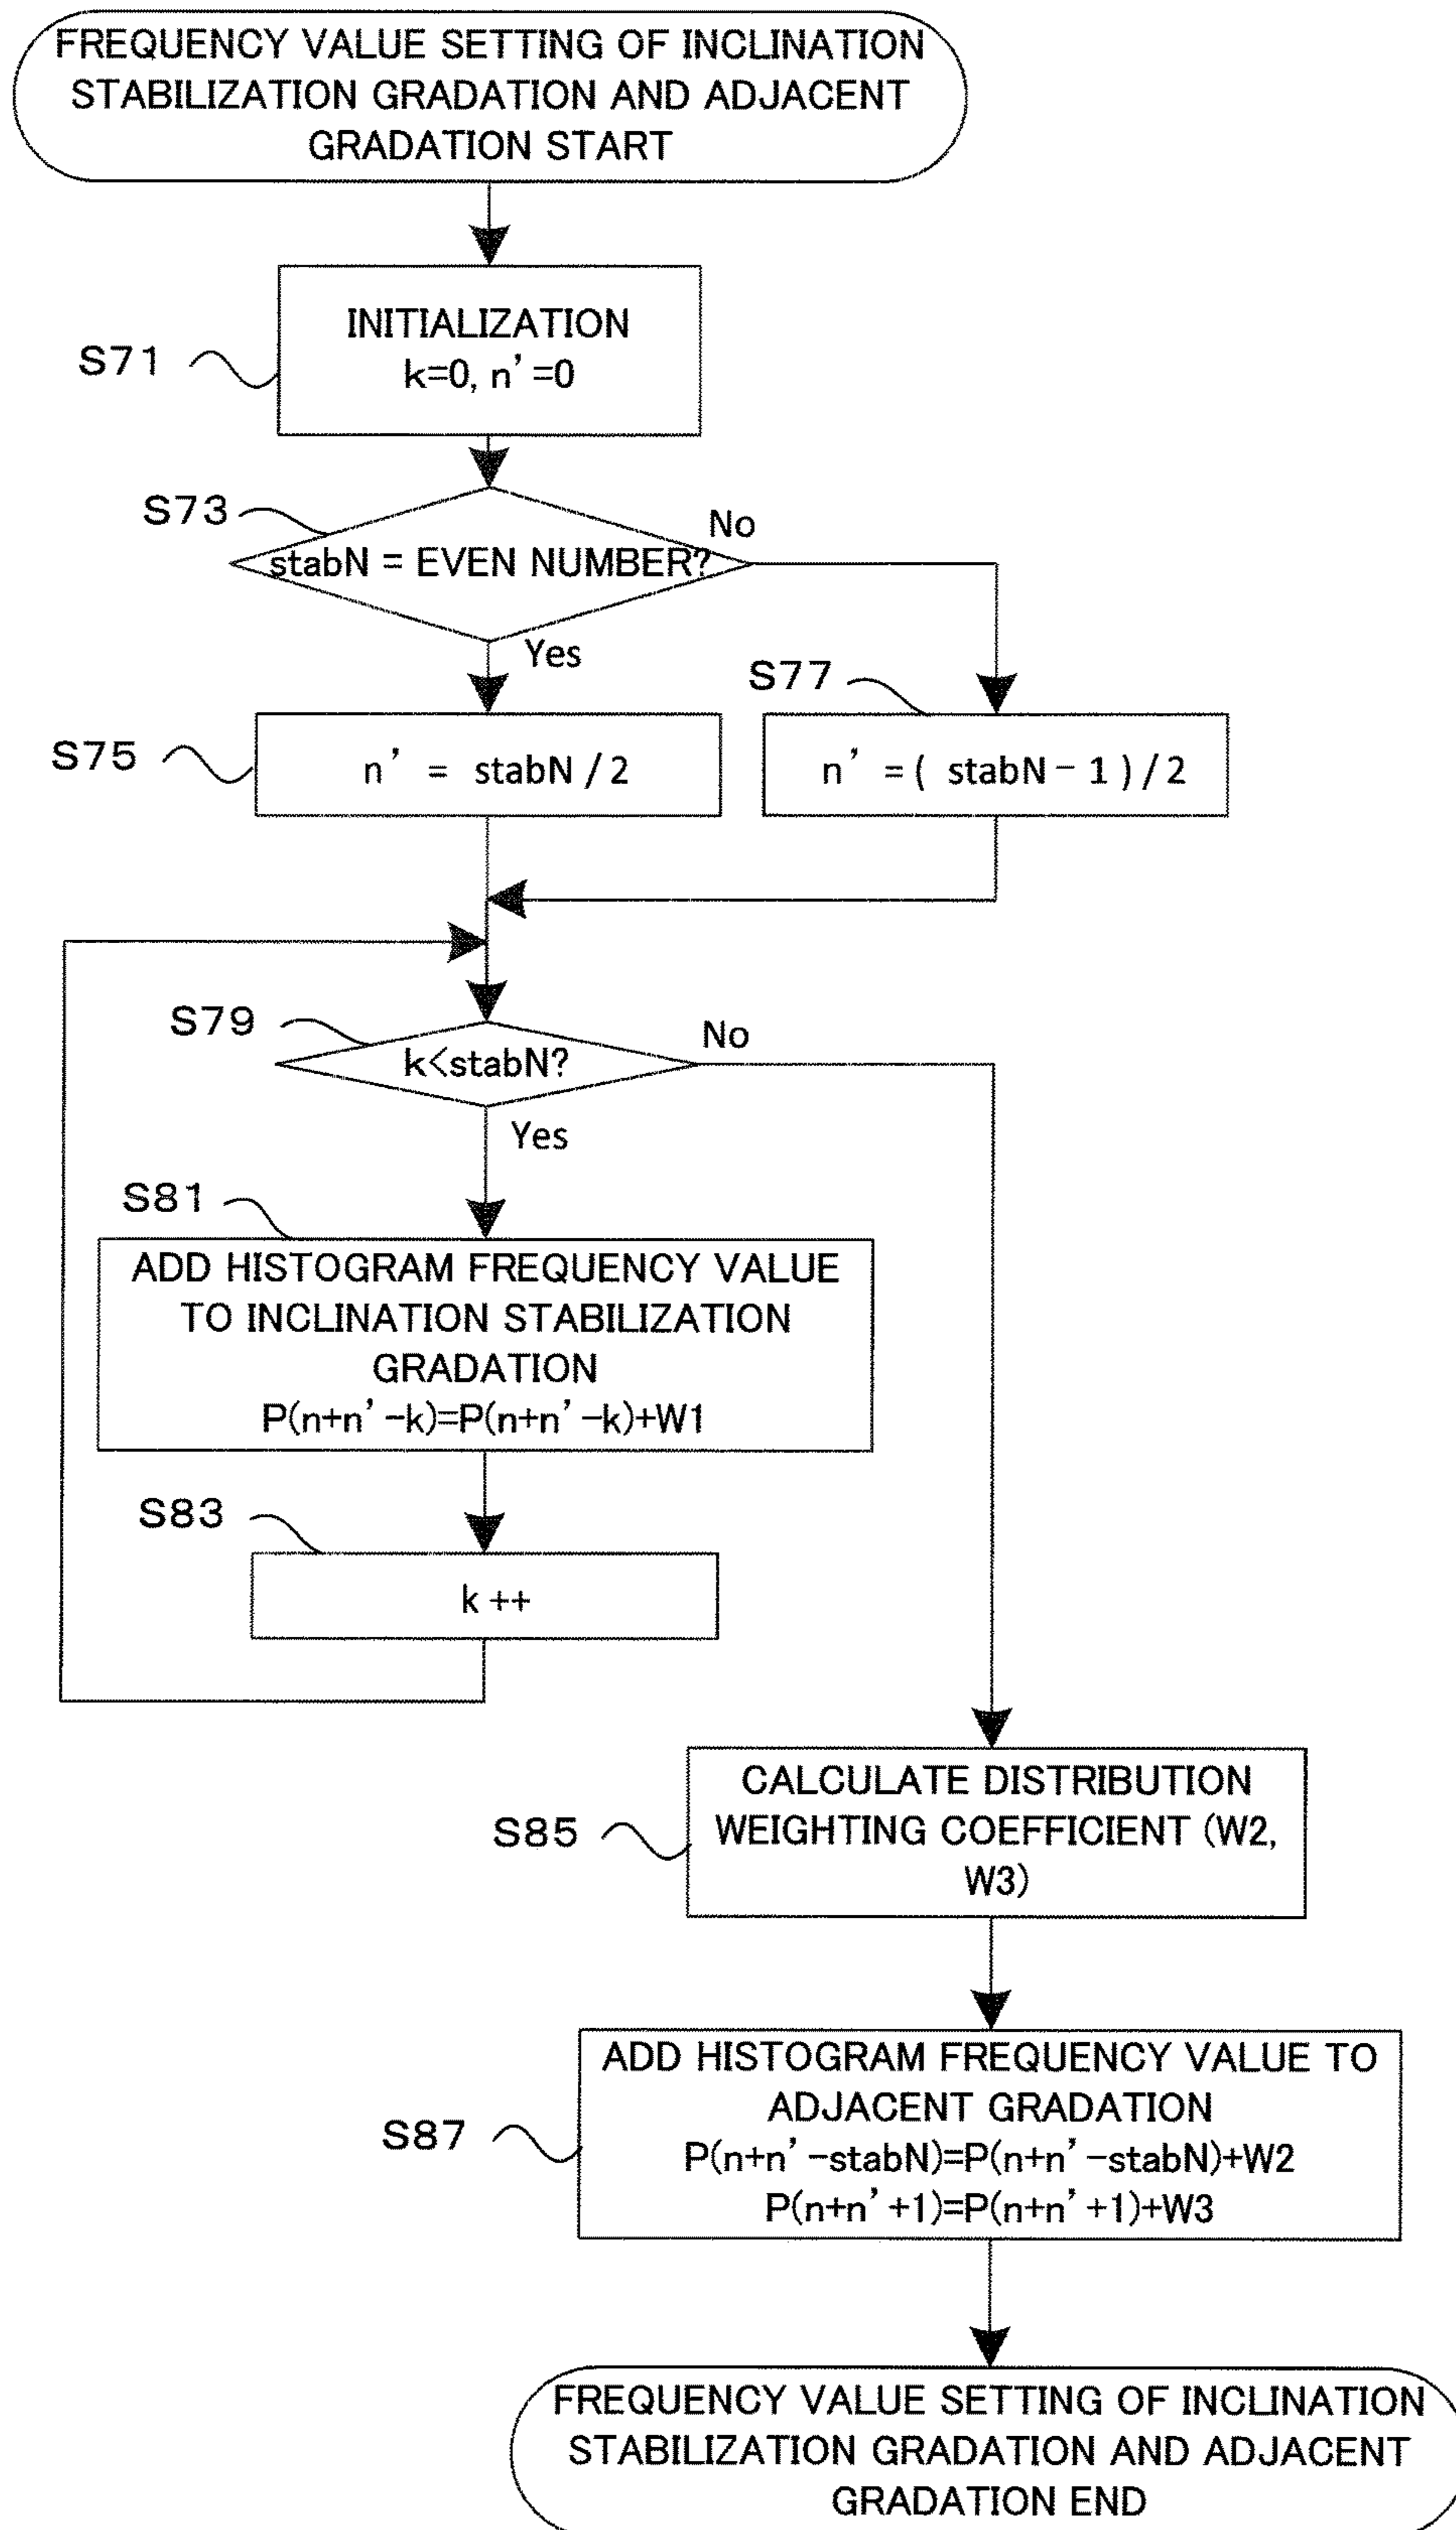 FREQUENCY VALUE SETTING OF INCLINATION
STABILIZATION GRADATION AND ADJACENT
GRADATION START
S71
INITIALIZATION
k=0, n'=0
S73
stabN = EVEN NUMBER?
No
Yes
S75
n' = stabN / 2
S77
n' = ( stabN - 1 ) / 2
S79
k<stabN?
No
Yes
S81
ADD HISTOGRAM FREQUENCY VALUE
TO INCLINATION STABILIZATION
GRADATION
P(n+n'-k)=P(n+n'-k)+W1
S83
k ++
S85
CALCULATE DISTRIBUTION
WEIGHTING COEFFICIENT (W2,
W3)
S87
ADD HISTOGRAM FREQUENCY VALUE TO
ADJACENT GRADATION
P(n+n'-stabN)=P(n+n'-stabN)+W2
P(n+n'+1)=P(n+n'+1)+W3
FREQUENCY VALUE SETTING OF INCLINATION
STABILIZATION GRADATION AND ADJACENT
GRADATION END